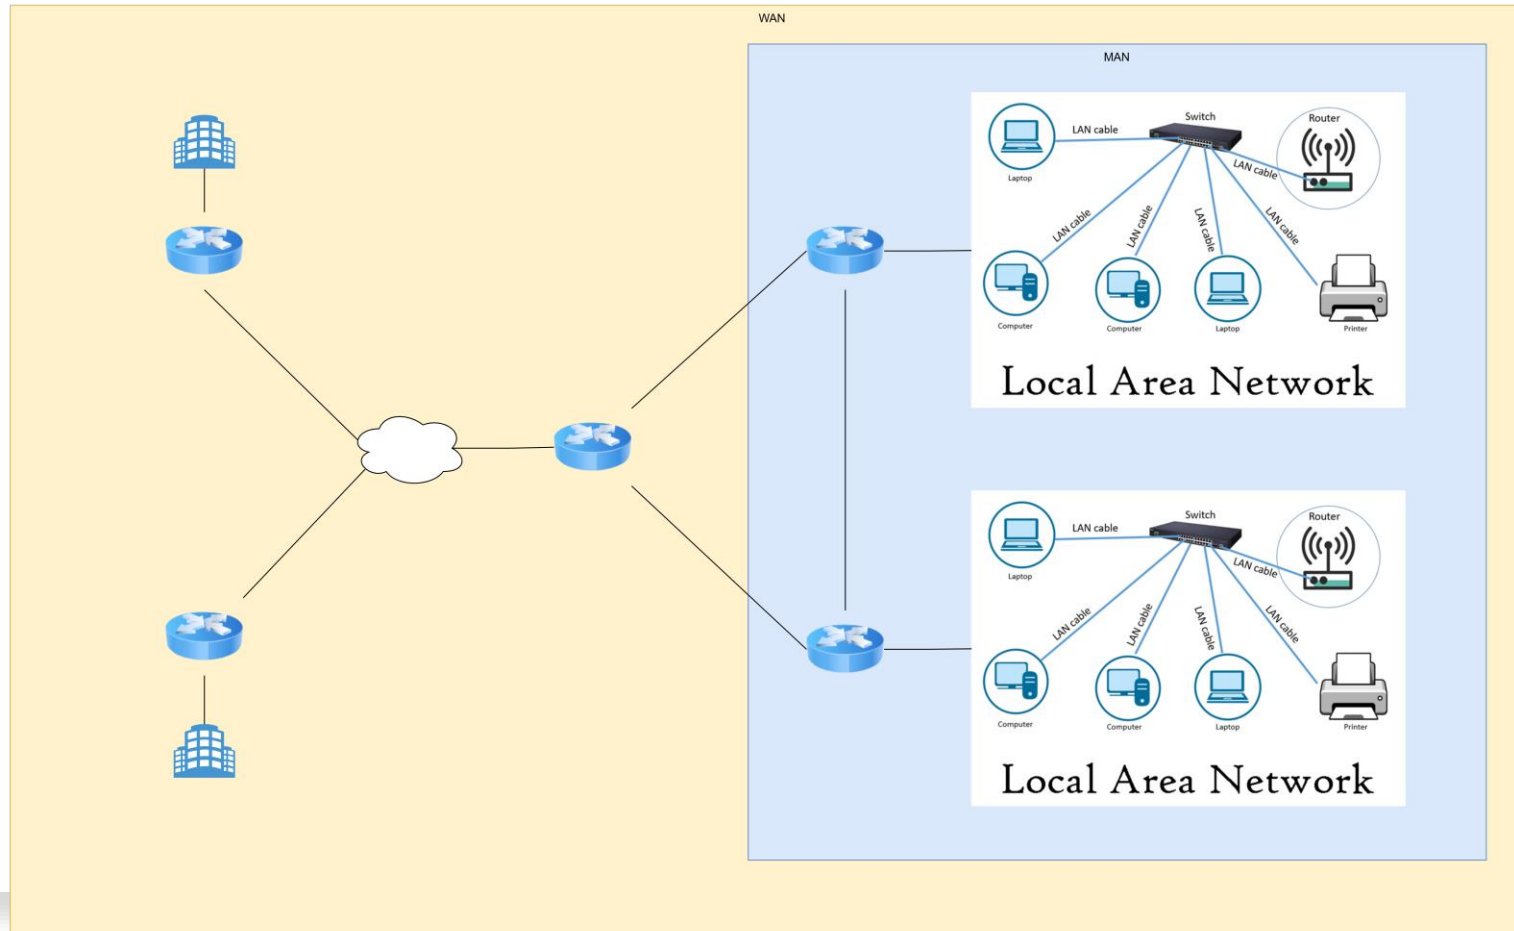 WAN
MAN
Switch
Router
LAN cable
LAN cable
Laptop
LAN cable
LAN cable
LAN cable
LAN cable
Computer
Computer
Laptop
Printer
Local Area Network
Switch
Router
LAN cable
LAN cable
Laptop
LAN cable
LAN cable
LAN cable
LAN cable
Computer
Computer
Laptop
Printer
Local Area Network